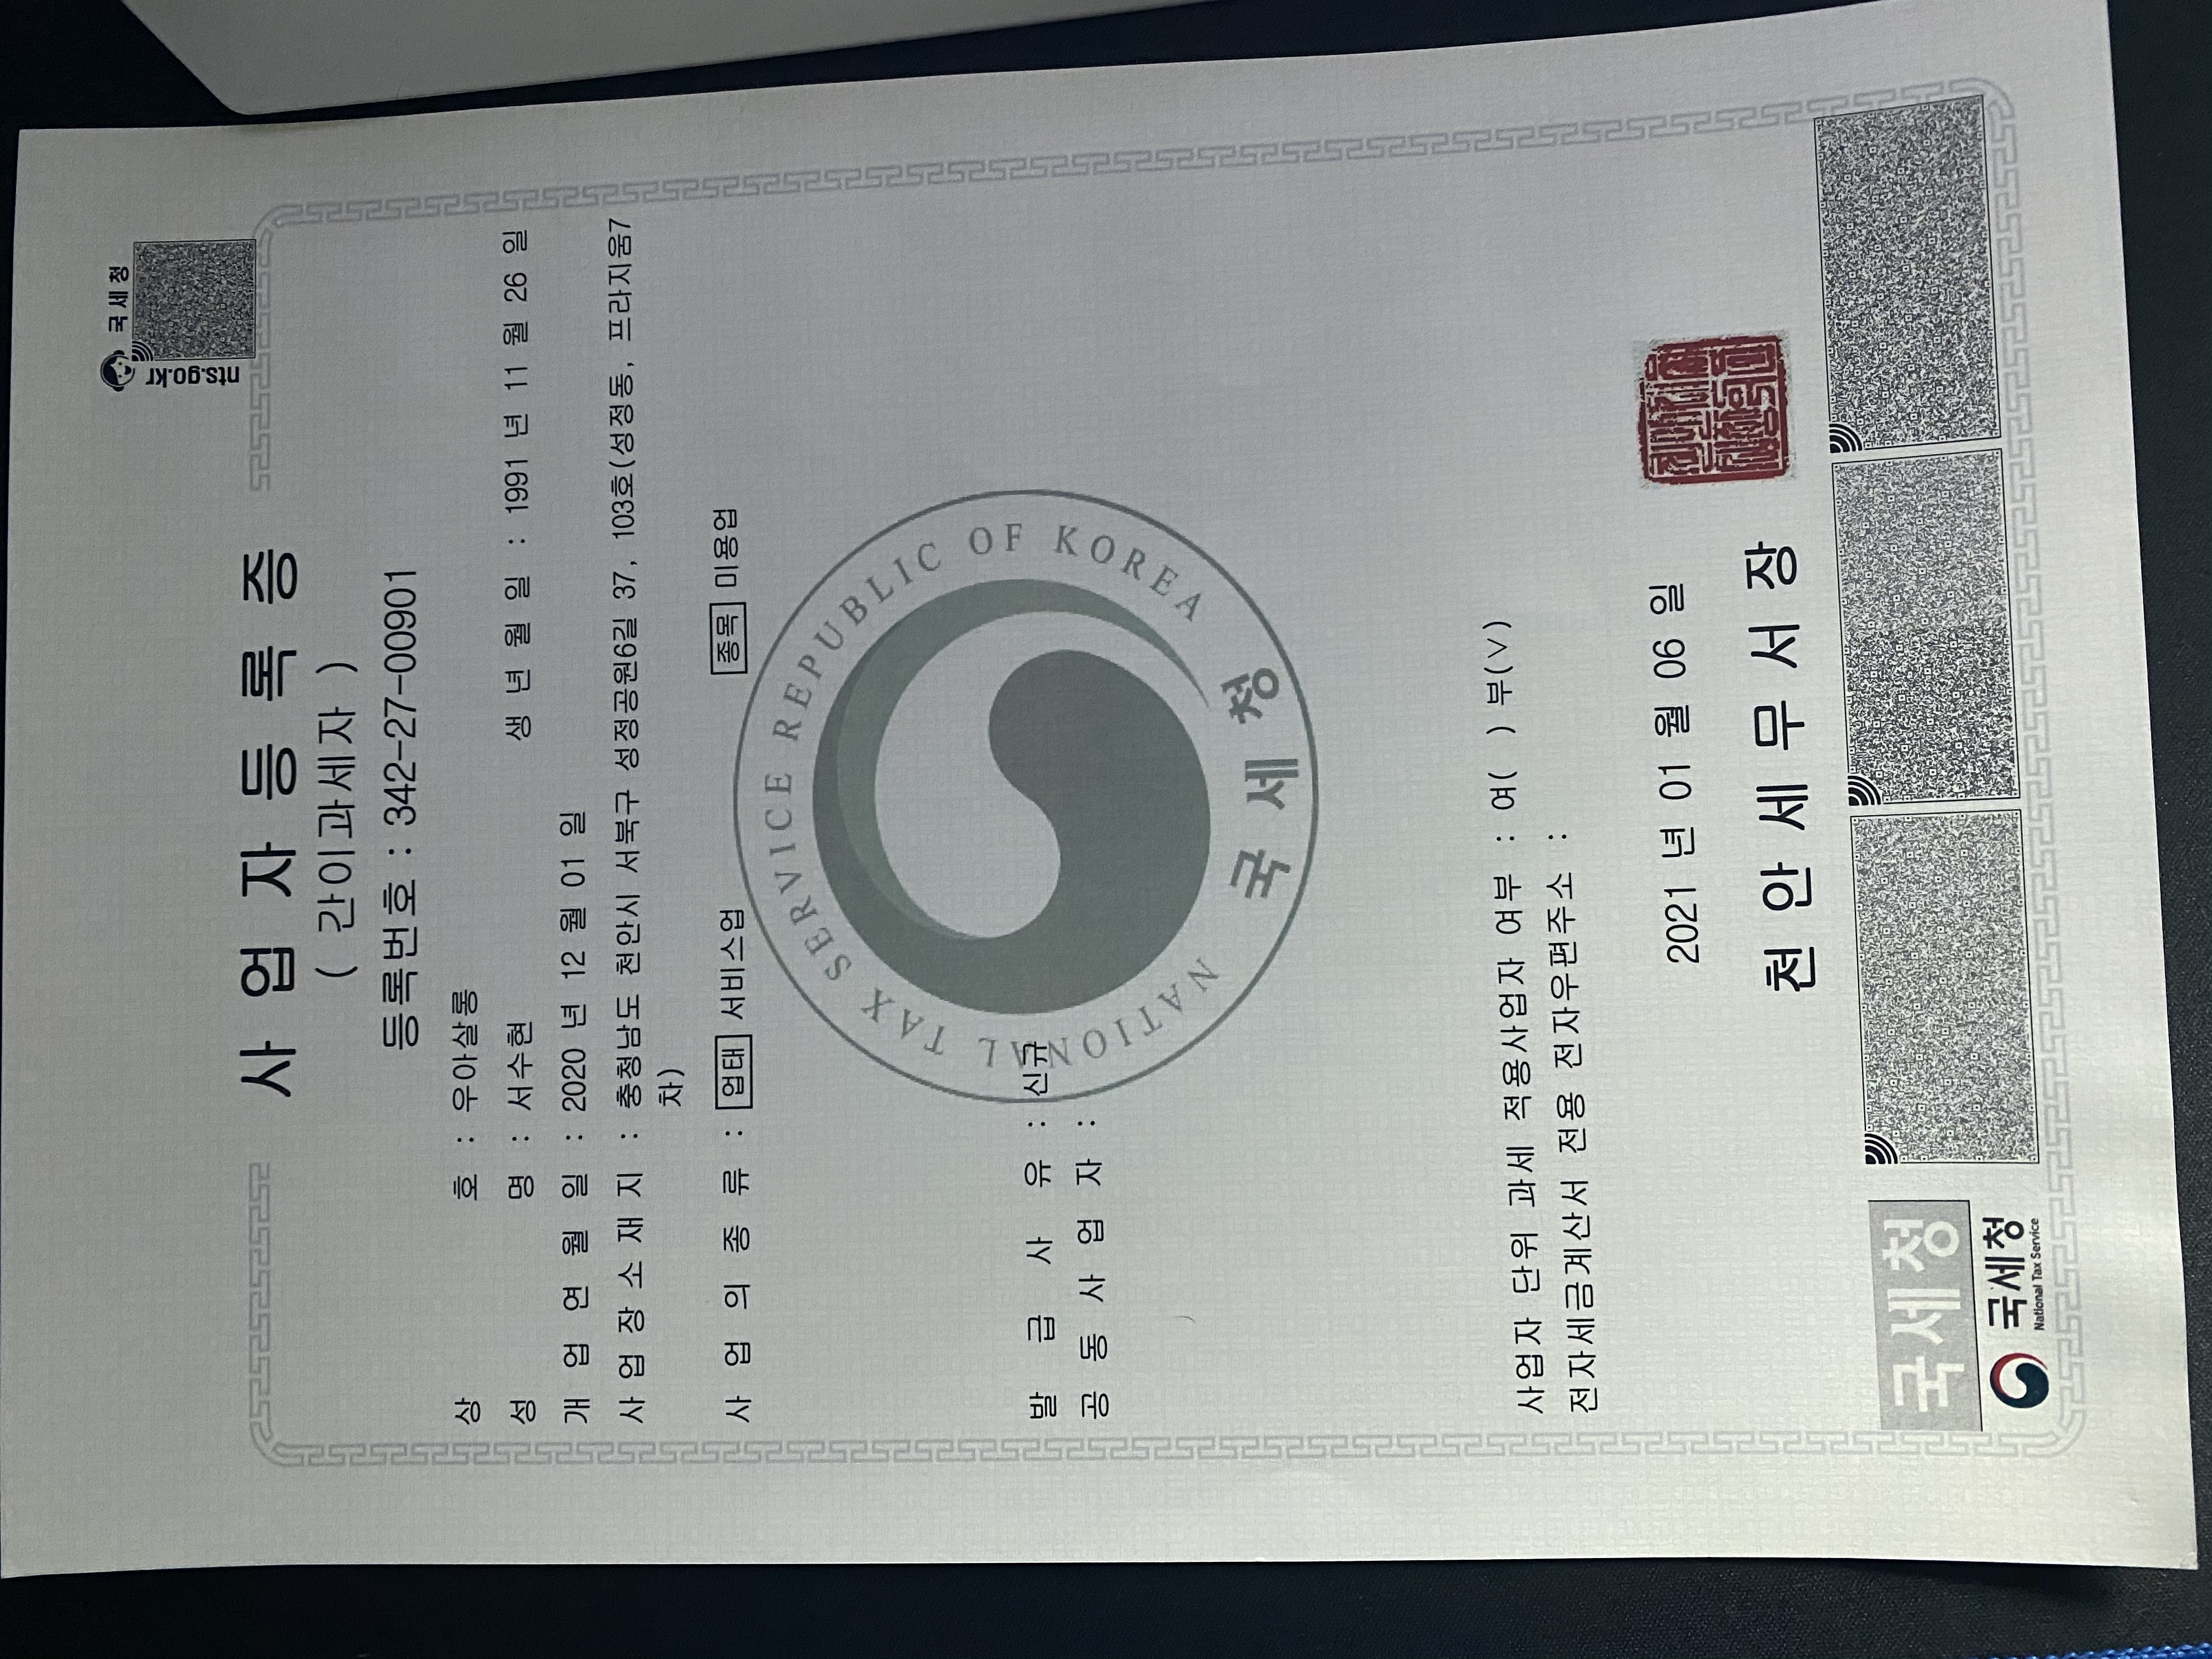 국세청
nts.go.kr
사업자등록증
( 간이과세자 )
등록번호 : 342-27-00901
상 호 : 우아살롱
성 명 : 서수현 생 년 월 일 : 1991 년 11 월 26 일
개 업 연 월 일 : 2020 년 12 월 01 일
사 업 장 소 재 지 : 충청남도 천안시 서북구 성정공원6길 37, 103호(성정동, 프라지움7
차)
사 업 의 종 류 : 업태 서비스업 종목 미용업
NATIONAL TAX SERVICE REPUBLIC OF KOREA
국세청
발 급 사 유 : 신규
공 동 사 업 자 :
사업자 단위 과세 적용사업자 여부 : 여( ) 부(∨)
전자세금계산서 전용 전자우편주소 :
2021 년 01 월 06 일
천 안 세 무 서 장
국세청
국세청
National Tax Service